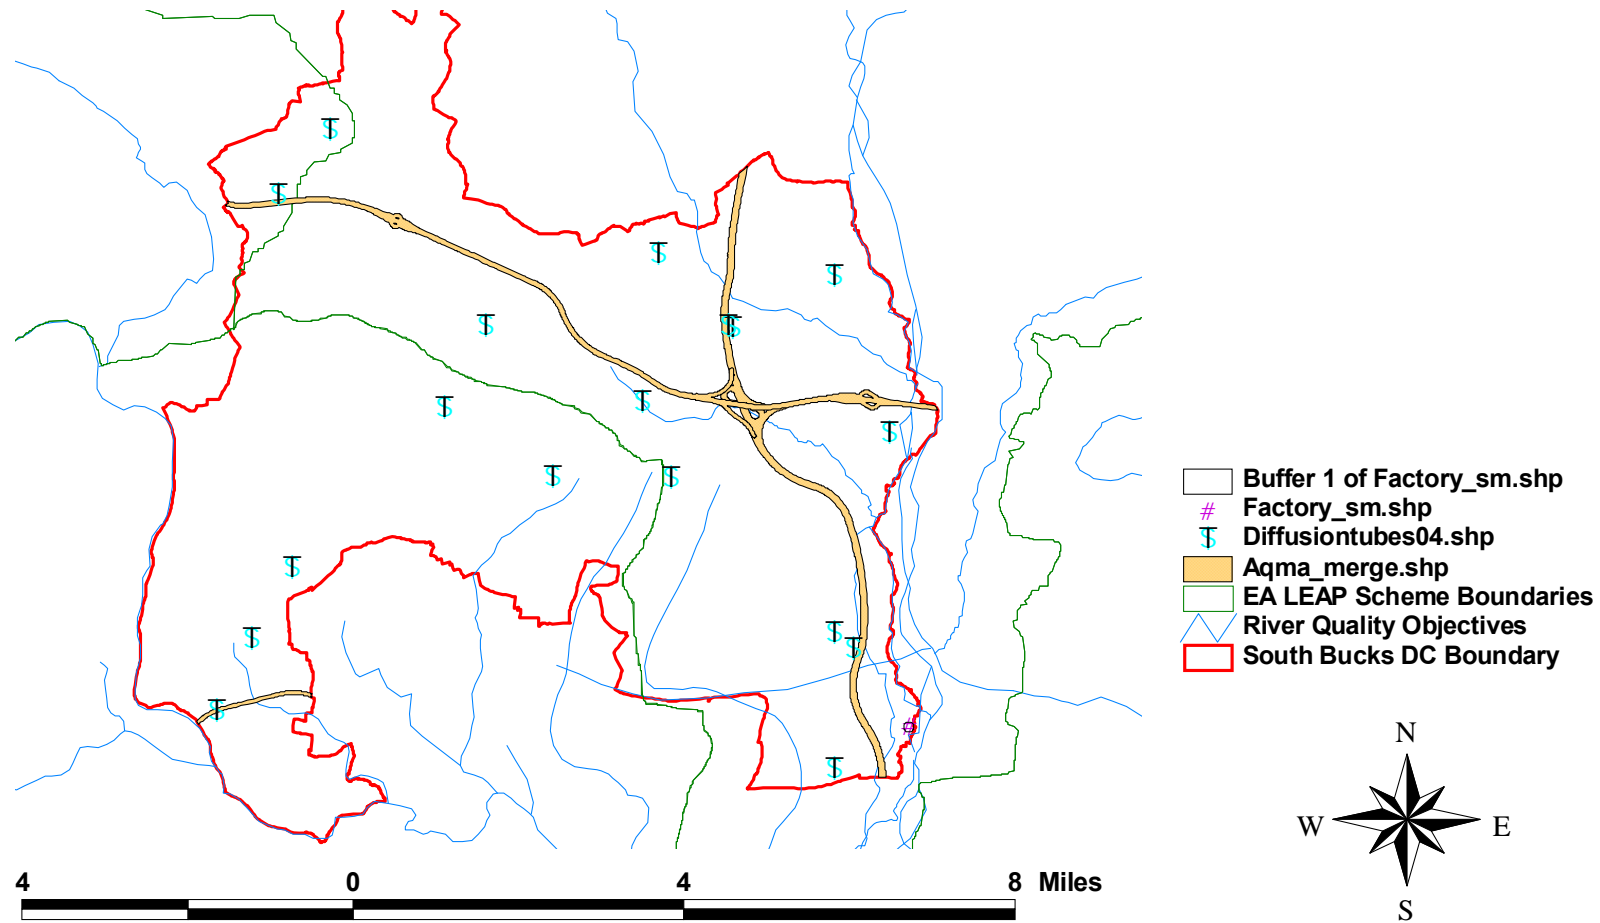 Buffer 1 of Factory_sm.shp
# Factory_sm.shp
Diffusiontubes04.shp
Aqma_merge.shp
EA LEAP Scheme Boundaries
River Quality Objectives
South Bucks DC Boundary
N
W E
S
4 0 4 8 Miles